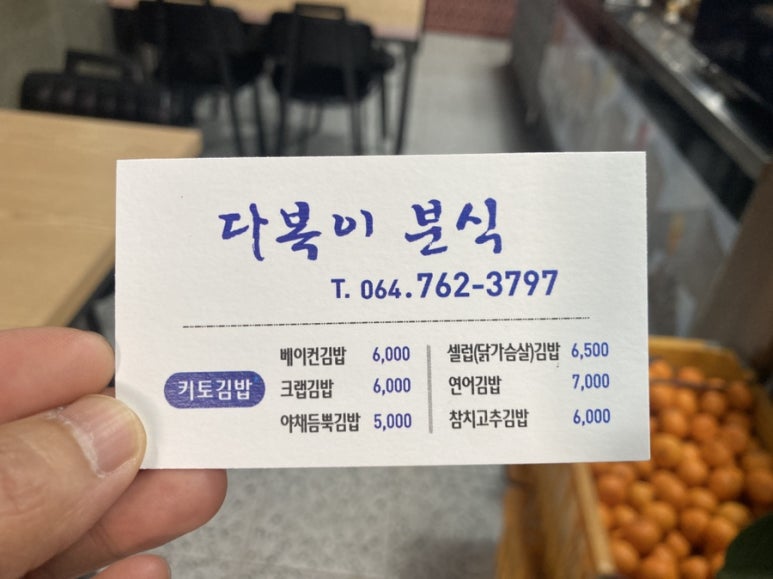 다복이 분식
T. 064.762-3797
키토김밥
베이컨김밥 6,000
크랩김밥 6,000
야채듬뿍김밥 5,000
셀럽(닭가슴살)김밥 6,500
연어김밥 7,000
참치고추김밥 6,000